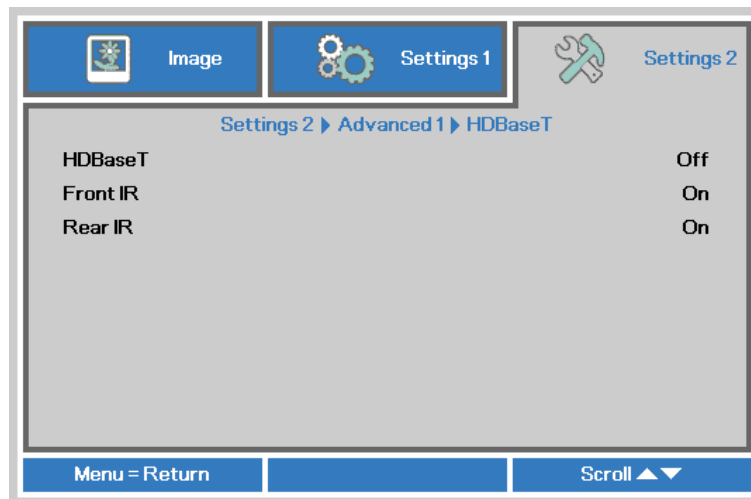 Image
Settings 1
Settings 2
Settings 2 ▶ Advanced 1 ▶ HDBaseT
HDBaseT Off
Front IR On
Rear IR On
Menu = Return
Scroll ▲▼